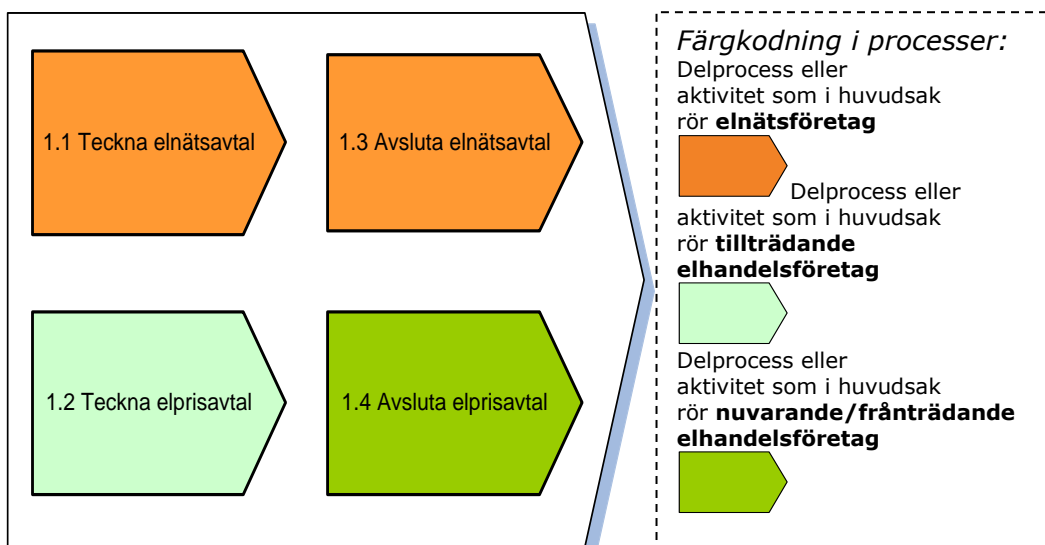 1.1 Teckna elnätsavtal
1.3 Avsluta elnätsavtal
1.2 Teckna elprisavtal
1.4 Avsluta elprisavtal
Färgkodning i processer:
Delprocess eller
aktivitet som i huvudsak
rör elnätsföretag
Delprocess eller
aktivitet som i huvudsak
rör tillträdande
elhandelsföretag
Delprocess eller
aktivitet som i huvudsak
rör nuvarande/frånträdande
elhandelsföretag